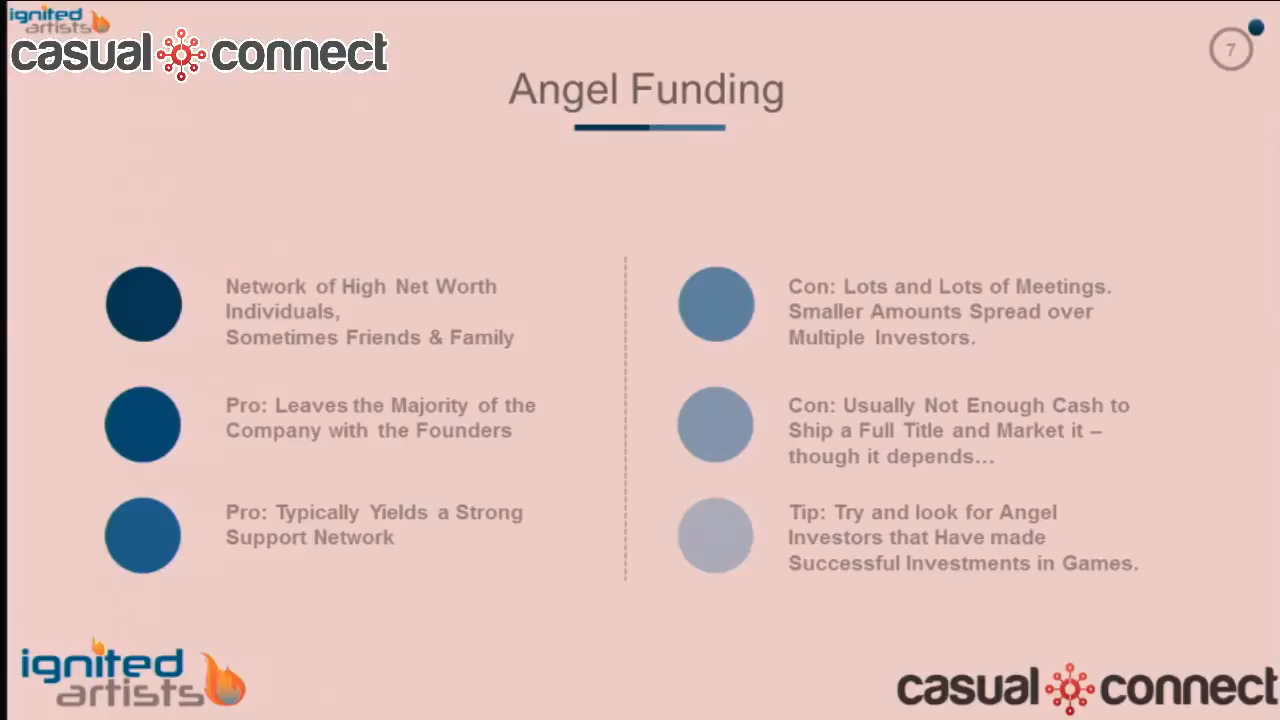 ignited
artists
casual connect
7
Angel Funding
Network of High Net Worth
Individuals,
Sometimes Friends & Family
Pro: Leaves the Majority of the
Company with the Founders
Pro: Typically Yields a Strong
Support Network
Con: Lots and Lots of Meetings.
Smaller Amounts Spread over
Multiple Investors.
Con: Usually Not Enough Cash to
Ship a Full Title and Market it –
though it depends...
Tip: Try and look for Angel
Investors that Have made
Successful Investments in Games.
ignited
artists
casual connect